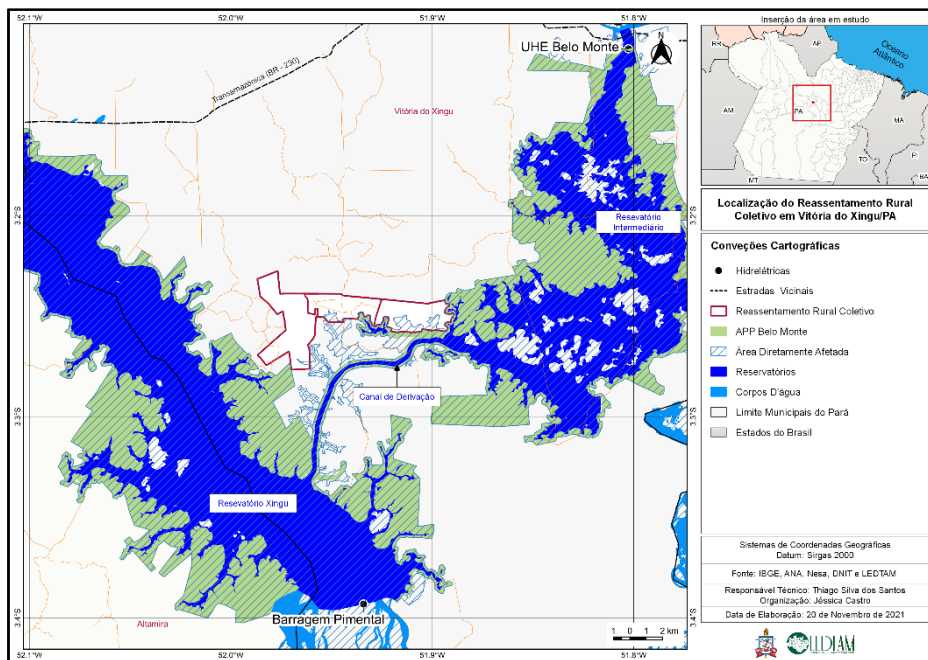 52.1°W
52.0°W
51.9°W
51.8°W
Inserção da área em estudo
UHE Belo Monte
N
Transamazônica (BR - 230)
Vitória do Xingu
RR
AP
Oceano
Atlântico
AM
PA
MA
TO
PI
MT
BA
3.2°S
3.2°S
Resevatório
Intermediário
Localização do Reassentamento Rural
Coletivo em Vitória do Xingu/PA
Conveções Cartográficas
Hidrelétricas
Estradas Vicinais
Reassentamento Rural Coletivo
APP Belo Monte
Área Diretamente Afetada
Reservatórios
Corpos D'água
Limite Municipais do Pará
Estados do Brasil
Canal de Derivação
3.3°S
3.3°S
Resevatório Xingu
Sistemas de Coordenadas Geográficas
Datum: Sirgas 2000
Fonte: IBGE, ANA, Nesa, DNIT e LEDTAM
Responsável Técnico: Thiago Silva dos Santos
Organização: Jéssica Castro
Data de Elaboração: 20 de Novembro de 2021
3.4°S
3.4°S
Altamira
Barragem Pimental
1 0 1 2 km
52.1°W
52.0°W
51.9°W
51.8°W
LEDTAM